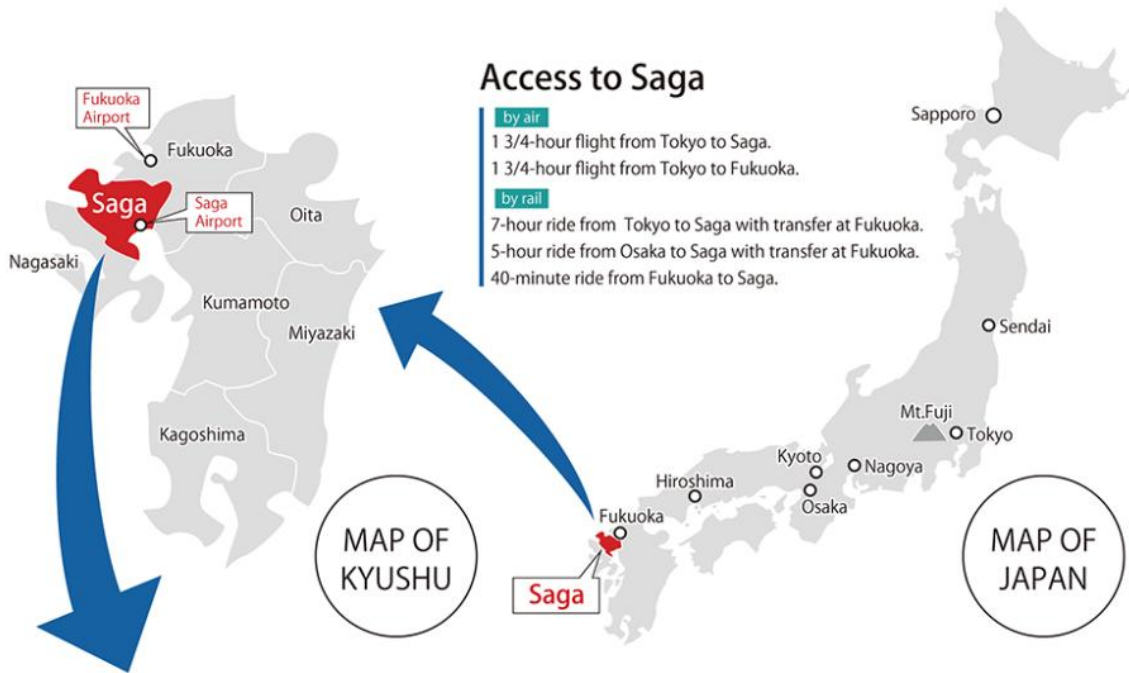 Access to Saga
by air
1 3/4-hour flight from Tokyo to Saga.
1 3/4-hour flight from Tokyo to Fukuoka.
by rail
7-hour ride from Tokyo to Saga with transfer at Fukuoka.
5-hour ride from Osaka to Saga with transfer at Fukuoka.
40-minute ride from Fukuoka to Saga.
Fukuoka
Airport
Fukuoka
Saga
Saga
Airport
Oita
Nagasaki
Kumamoto
Miyazaki
Kagoshima
MAP OF
KYUSHU
Sapporo
Sendai
Mt.Fuji
Tokyo
Kyoto
Nagoya
Hiroshima
Osaka
Fukuoka
Saga
MAP OF
JAPAN